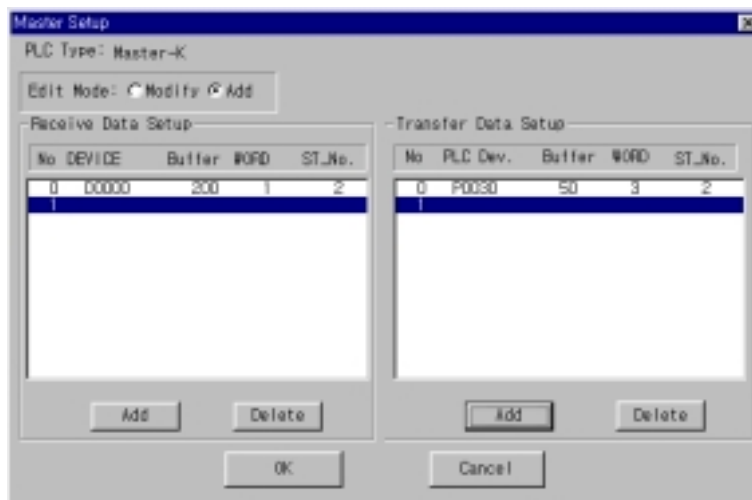 Master Setup
PLC Type: Master-K
Edit Mode: Modify Add
Receive Data Setup
No DEVICE Buffer WORD ST_No.
0 D0000 200 1 2
1
Add Delete
Transfer Data Setup
No PLC Dev. Buffer WORD ST_No.
0 P0030 50 3 2
1
Add Delete
OK Cancel